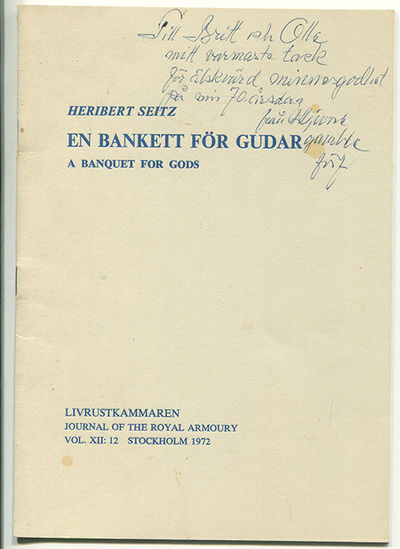 Till Britt och Olle
mitt varmaste tack
för älskvärd minnesgodhet
på min 70 årsdag
från
gamle
HERIBERT SEITZ
EN BANKETT FÖR GUDAR
A BANQUET FOR GODS
LIVRUSTKAMMAREN
JOURNAL OF THE ROYAL ARMOURY
VOL. XII: 12 STOCKHOLM 1972